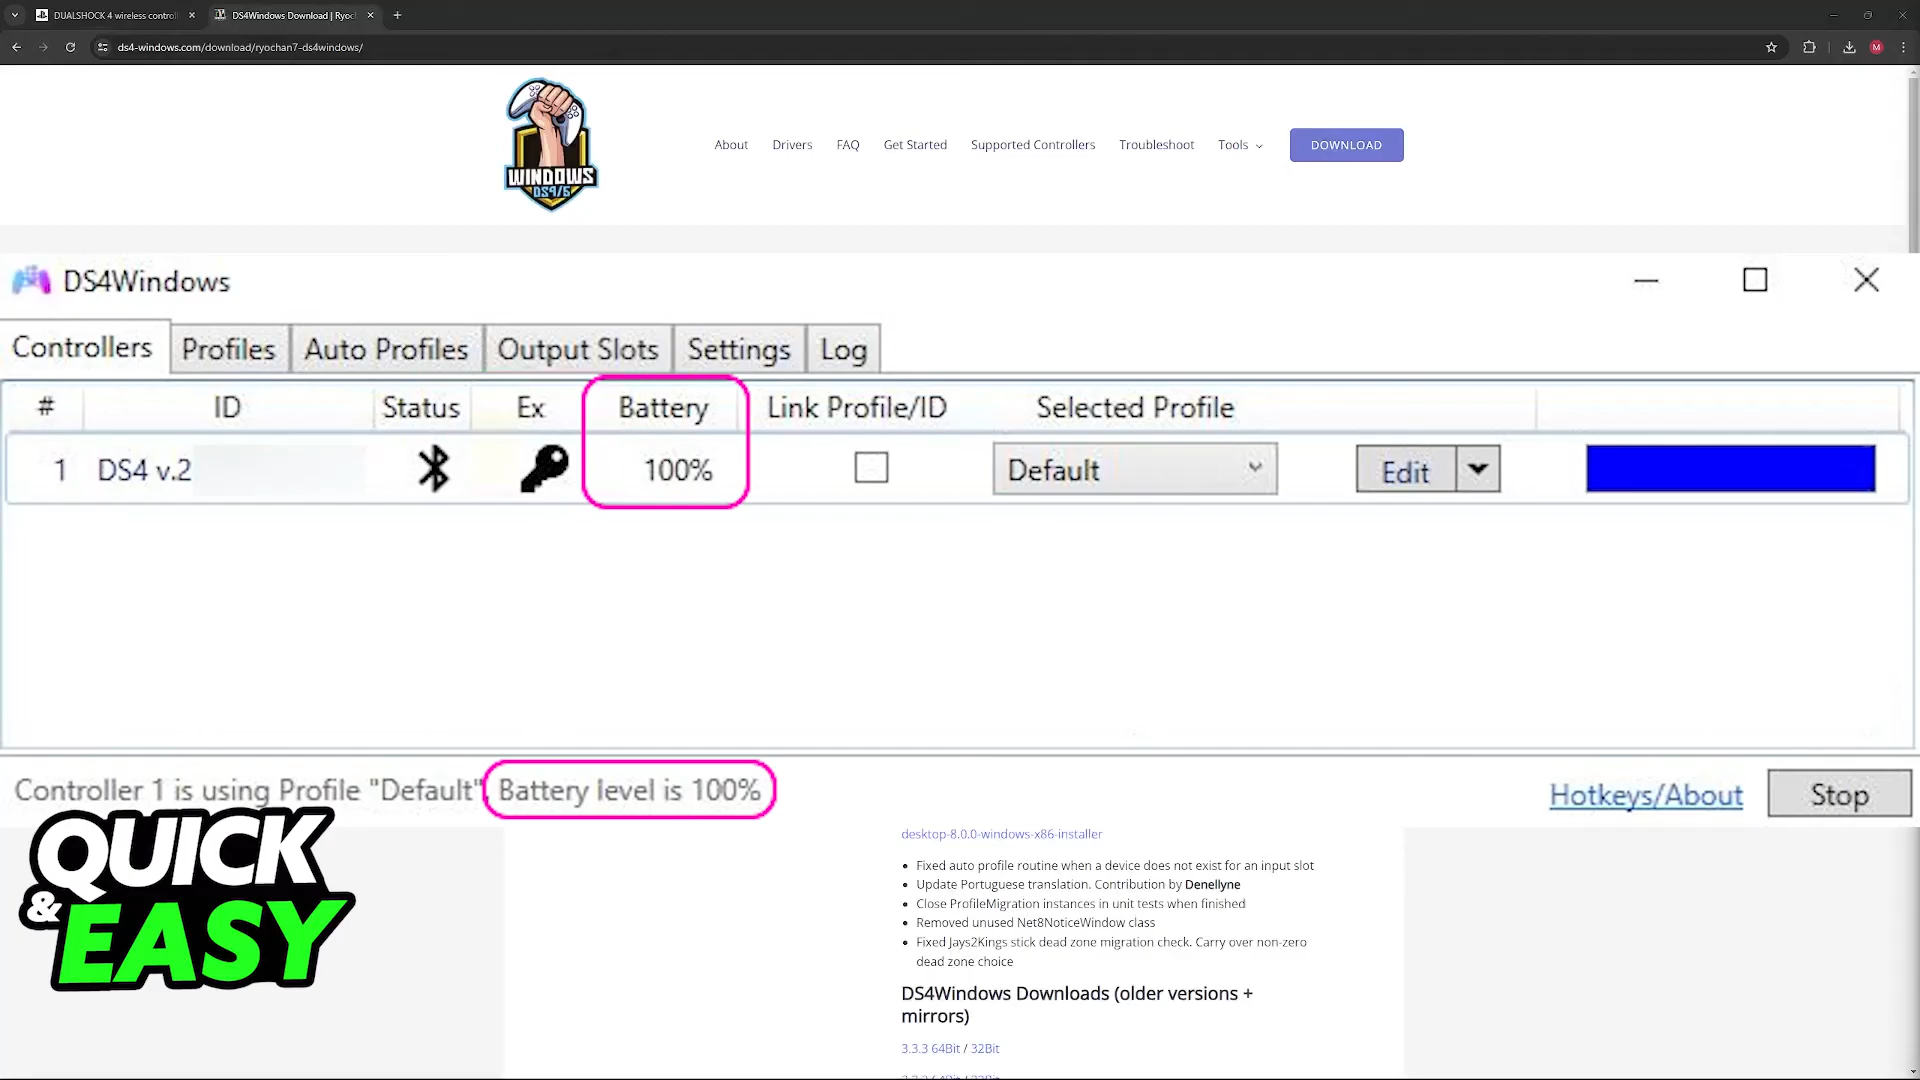 DUALSHOCK 4 wireless control
DS4Windows Download | Ryoc
ds4-windows.com/download/ryochan7-ds4windows/
M
WINDOWS
DS4/5
About
Drivers
FAQ
Get Started
Supported Controllers
Troubleshoot
Tools
DOWNLOAD
DS4Windows
Controllers
Profiles
Auto Profiles
Output Slots
Settings
Log
# ID Status Ex Battery Link Profile/ID Selected Profile
1 DS4 v.2 100% Default Edit
Controller 1 is using Profile "Default" Battery level is 100%
Hotkeys/About
Stop
QUICK
& EASY
desktop-8.0.0-windows-x86-installer
Fixed auto profile routine when a device does not exist for an input slot
Update Portuguese translation. Contribution by Denellyne
Close ProfileMigration instances in unit tests when finished
Removed unused Net8NoticeWindow class
Fixed Jays2Kings stick dead zone migration check. Carry over non-zero
dead zone choice
DS4Windows Downloads (older versions +
mirrors)
3.3.3 64Bit / 32Bit